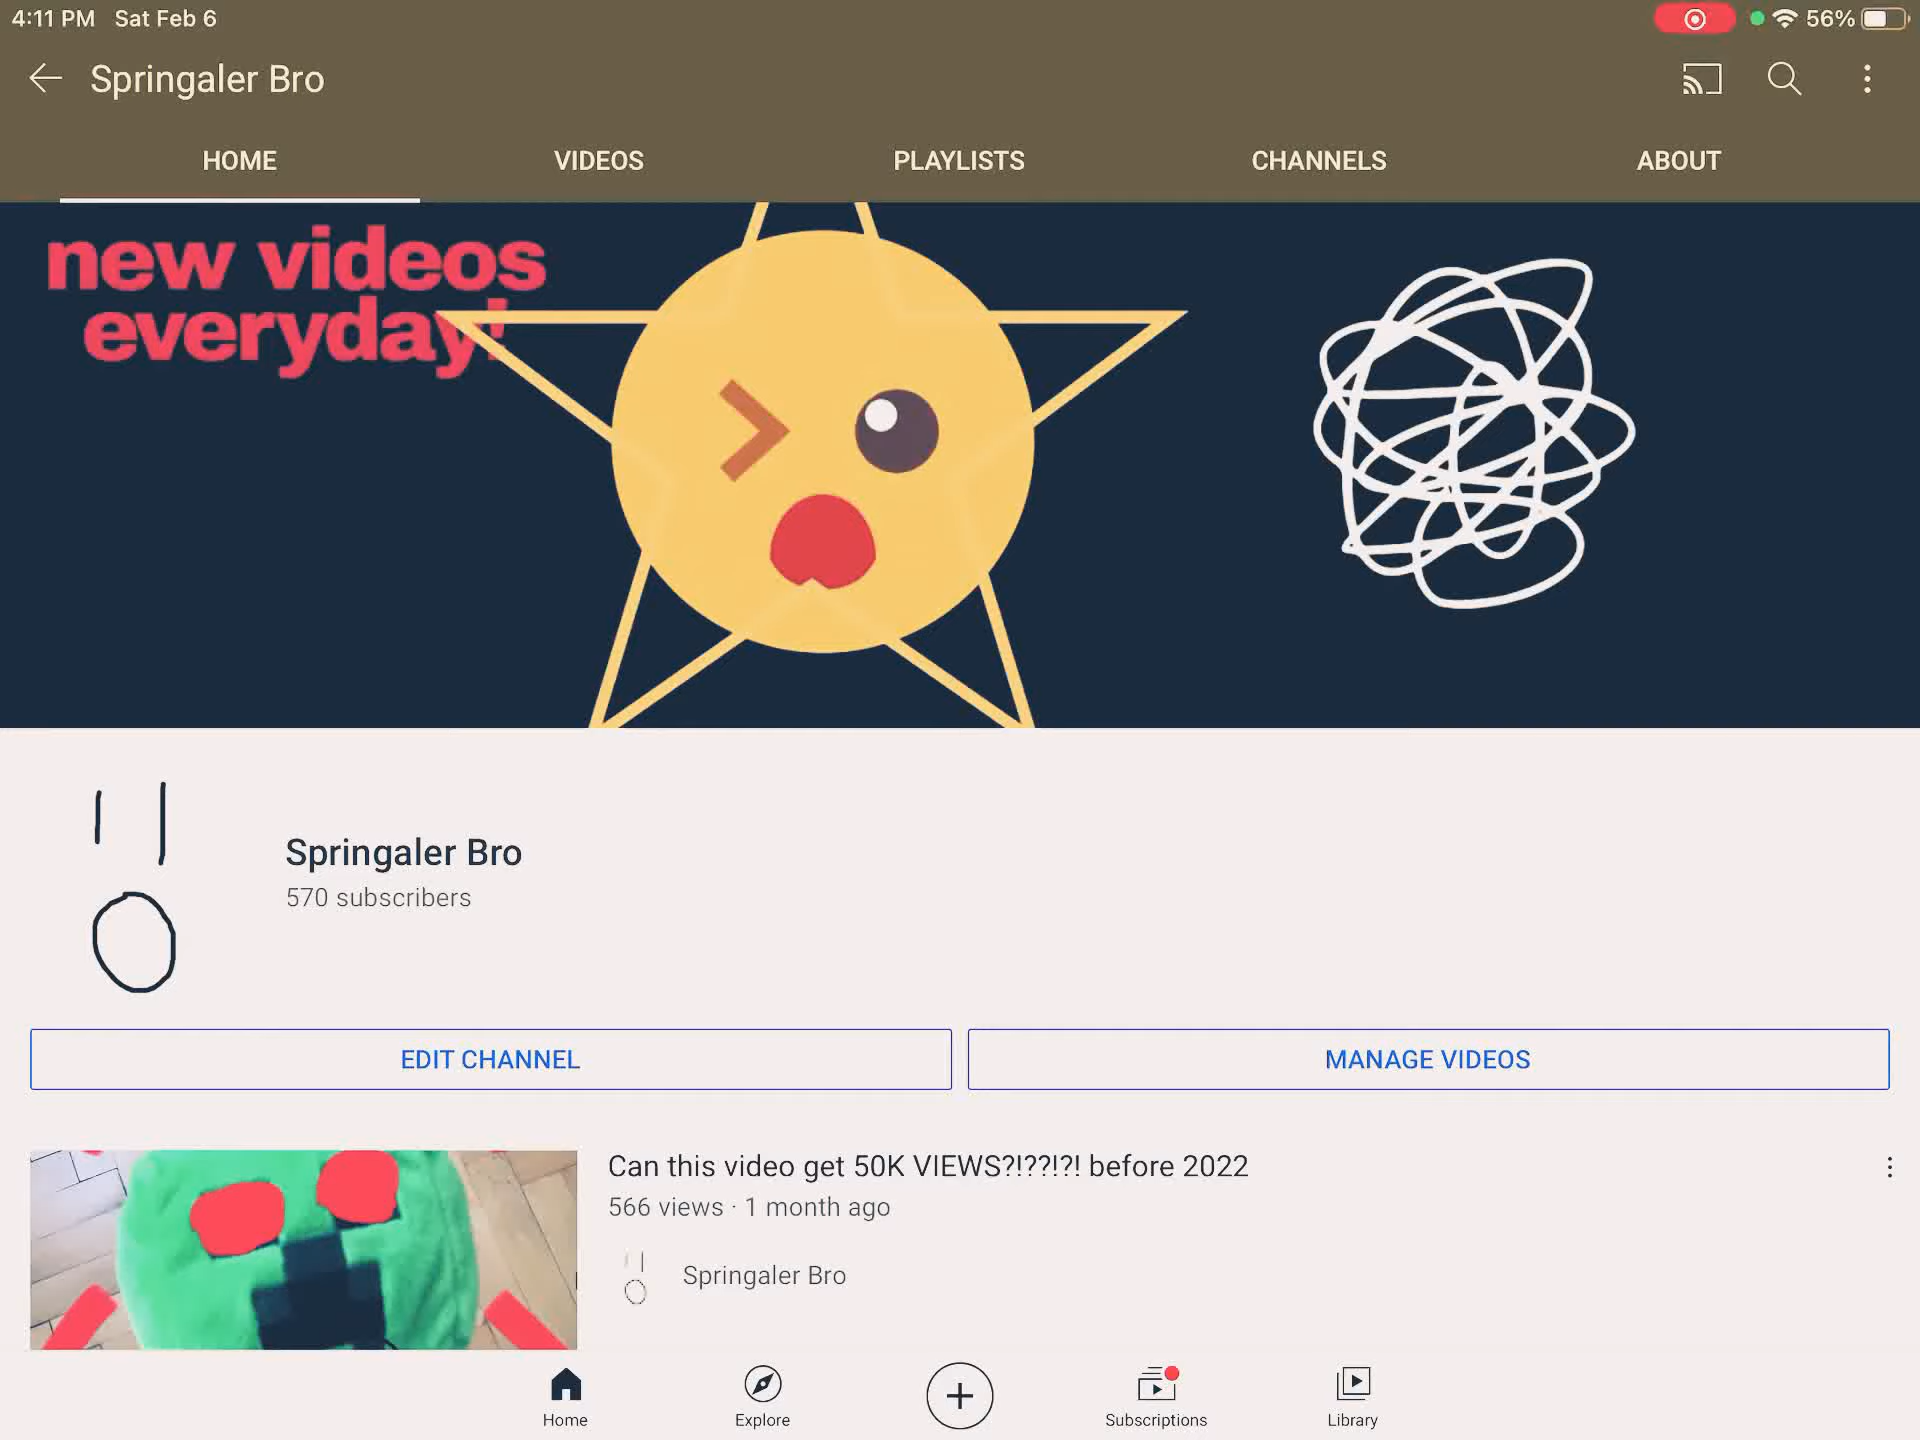 4:11 PM Sat Feb 6 56%
Springaler Bro
HOME VIDEOS PLAYLISTS CHANNELS ABOUT
new videos
everyday!
Springaler Bro
570 subscribers
EDIT CHANNEL MANAGE VIDEOS
Can this video get 50K VIEWS?!??!?! before 2022
566 views · 1 month ago
Springaler Bro
Home Explore Subscriptions Library